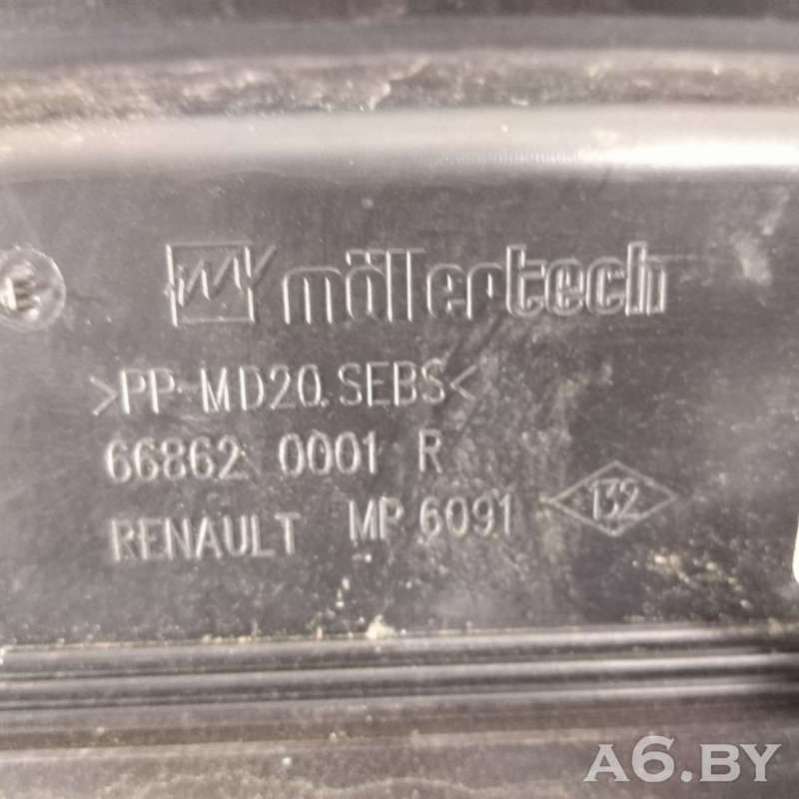 möllertech
>PP-MD20.SEBS<
66862 0001 R
RENAULT MP 6091 132
A6.BY